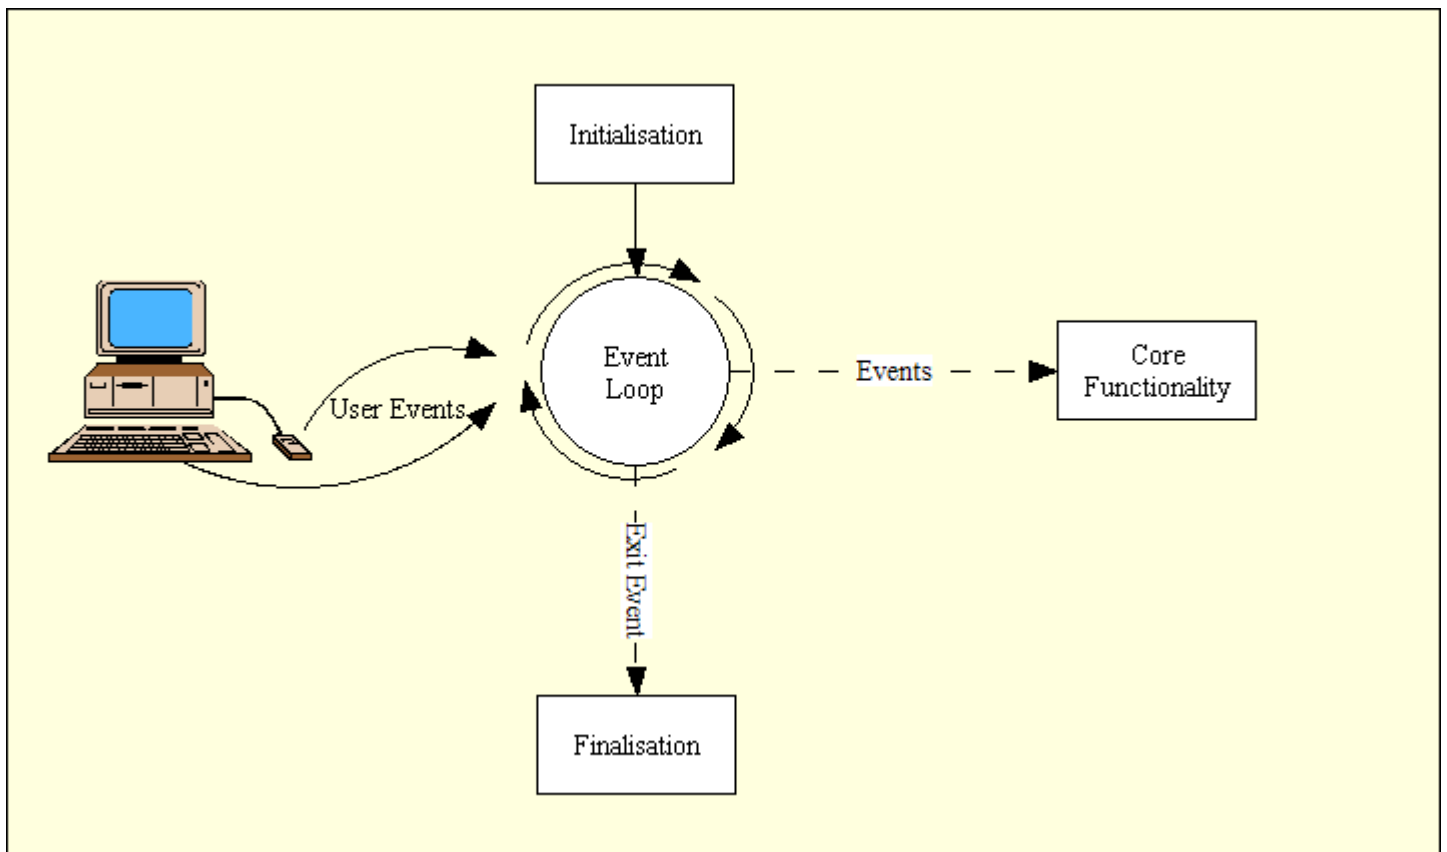 Initialisation
Event
Loop
User Events
Events
Core
Functionality
Exit Event
Finalisation